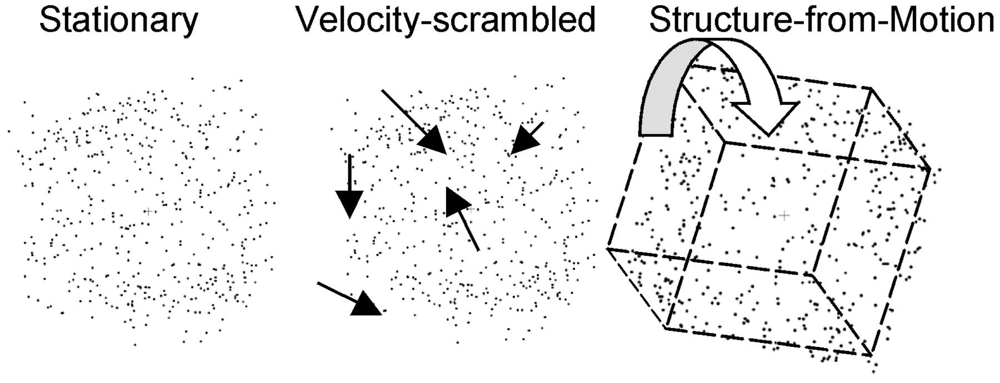 Stationary
Velocity-scrambled
Structure-from-Motion